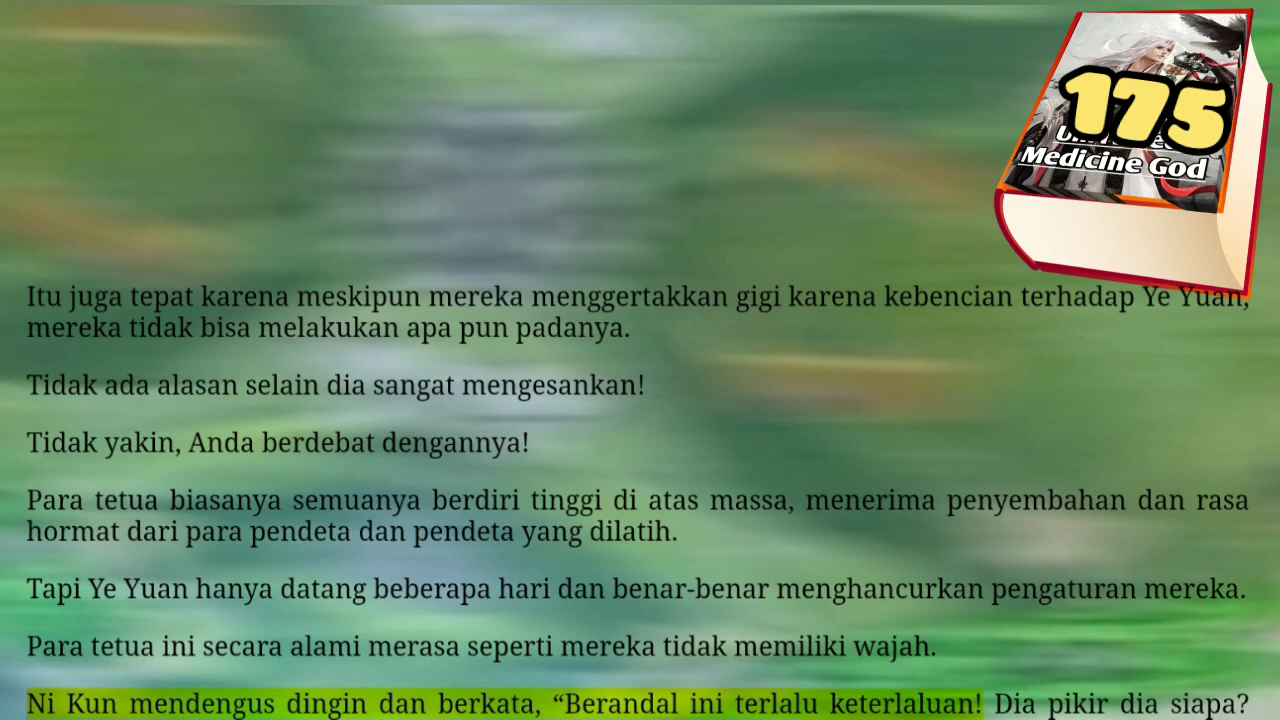 175
Medicine God
Itu juga tepat karena meskipun mereka menggertakkan gigi karena kebencian terhadap Ye Yuan,
mereka tidak bisa melakukan apa pun padanya.
Tidak ada alasan selain dia sangat mengesankan!
Tidak yakin, Anda berdebat dengannya!
Para tetua biasanya semuanya berdiri tinggi di atas massa, menerima penyembahan dan rasa
hormat dari para pendeta dan pendeta yang dilatih.
Tapi Ye Yuan hanya datang beberapa hari dan benar-benar menghancurkan pengaturan mereka.
Para tetua ini secara alami merasa seperti mereka tidak memiliki wajah.
Ni Kun mendengus dingin dan berkata, “Berandal ini terlalu keterlaluan! Dia pikir dia siapa?